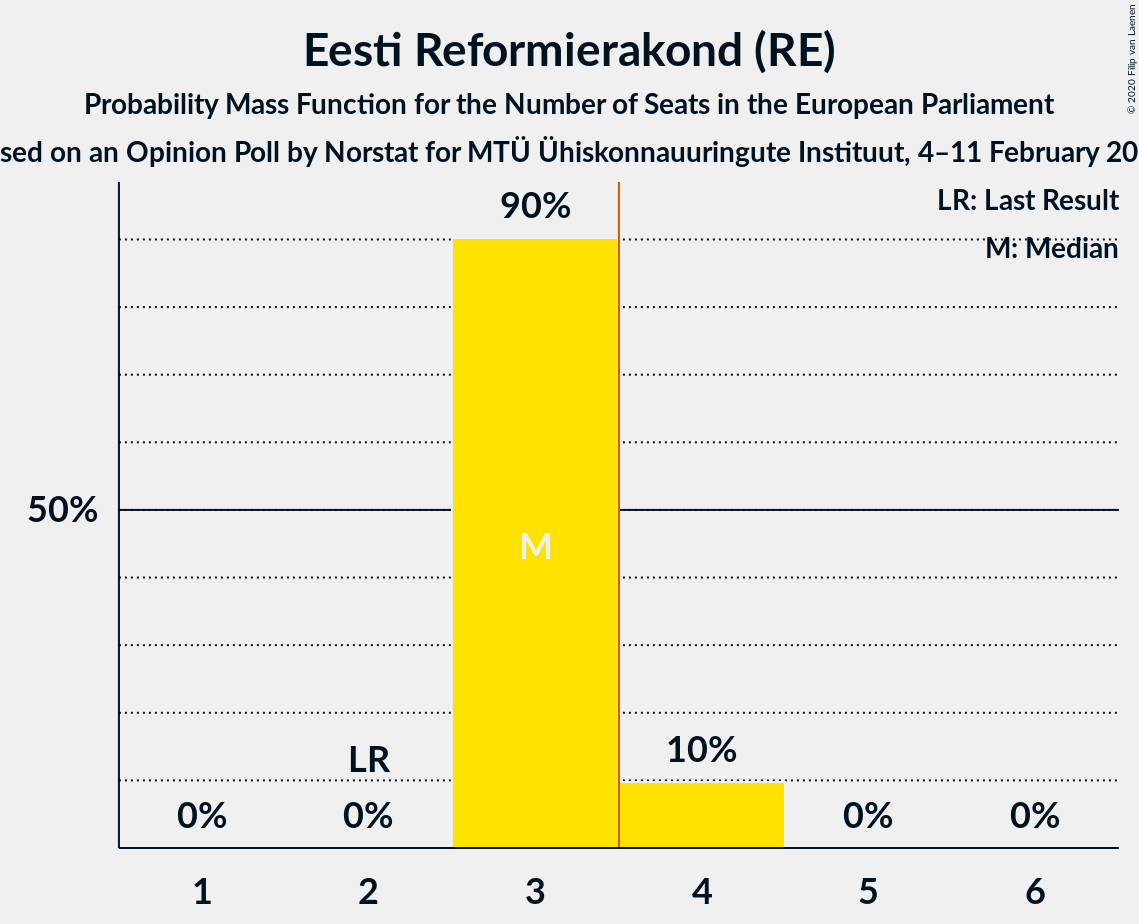 Eesti Reformierakond (RE)
Probability Mass Function for the Number of Seats in the European Parliament
sed on an Opinion Poll by Norstat for MTÜ Ühiskonnauuringute Instituut, 4–11 February 20
© 2020 Filip van Laenen
LR: Last Result
M: Median
90%
50%
M
LR
10%
0% 0% 0% 0%
1 2 3 4 5 6